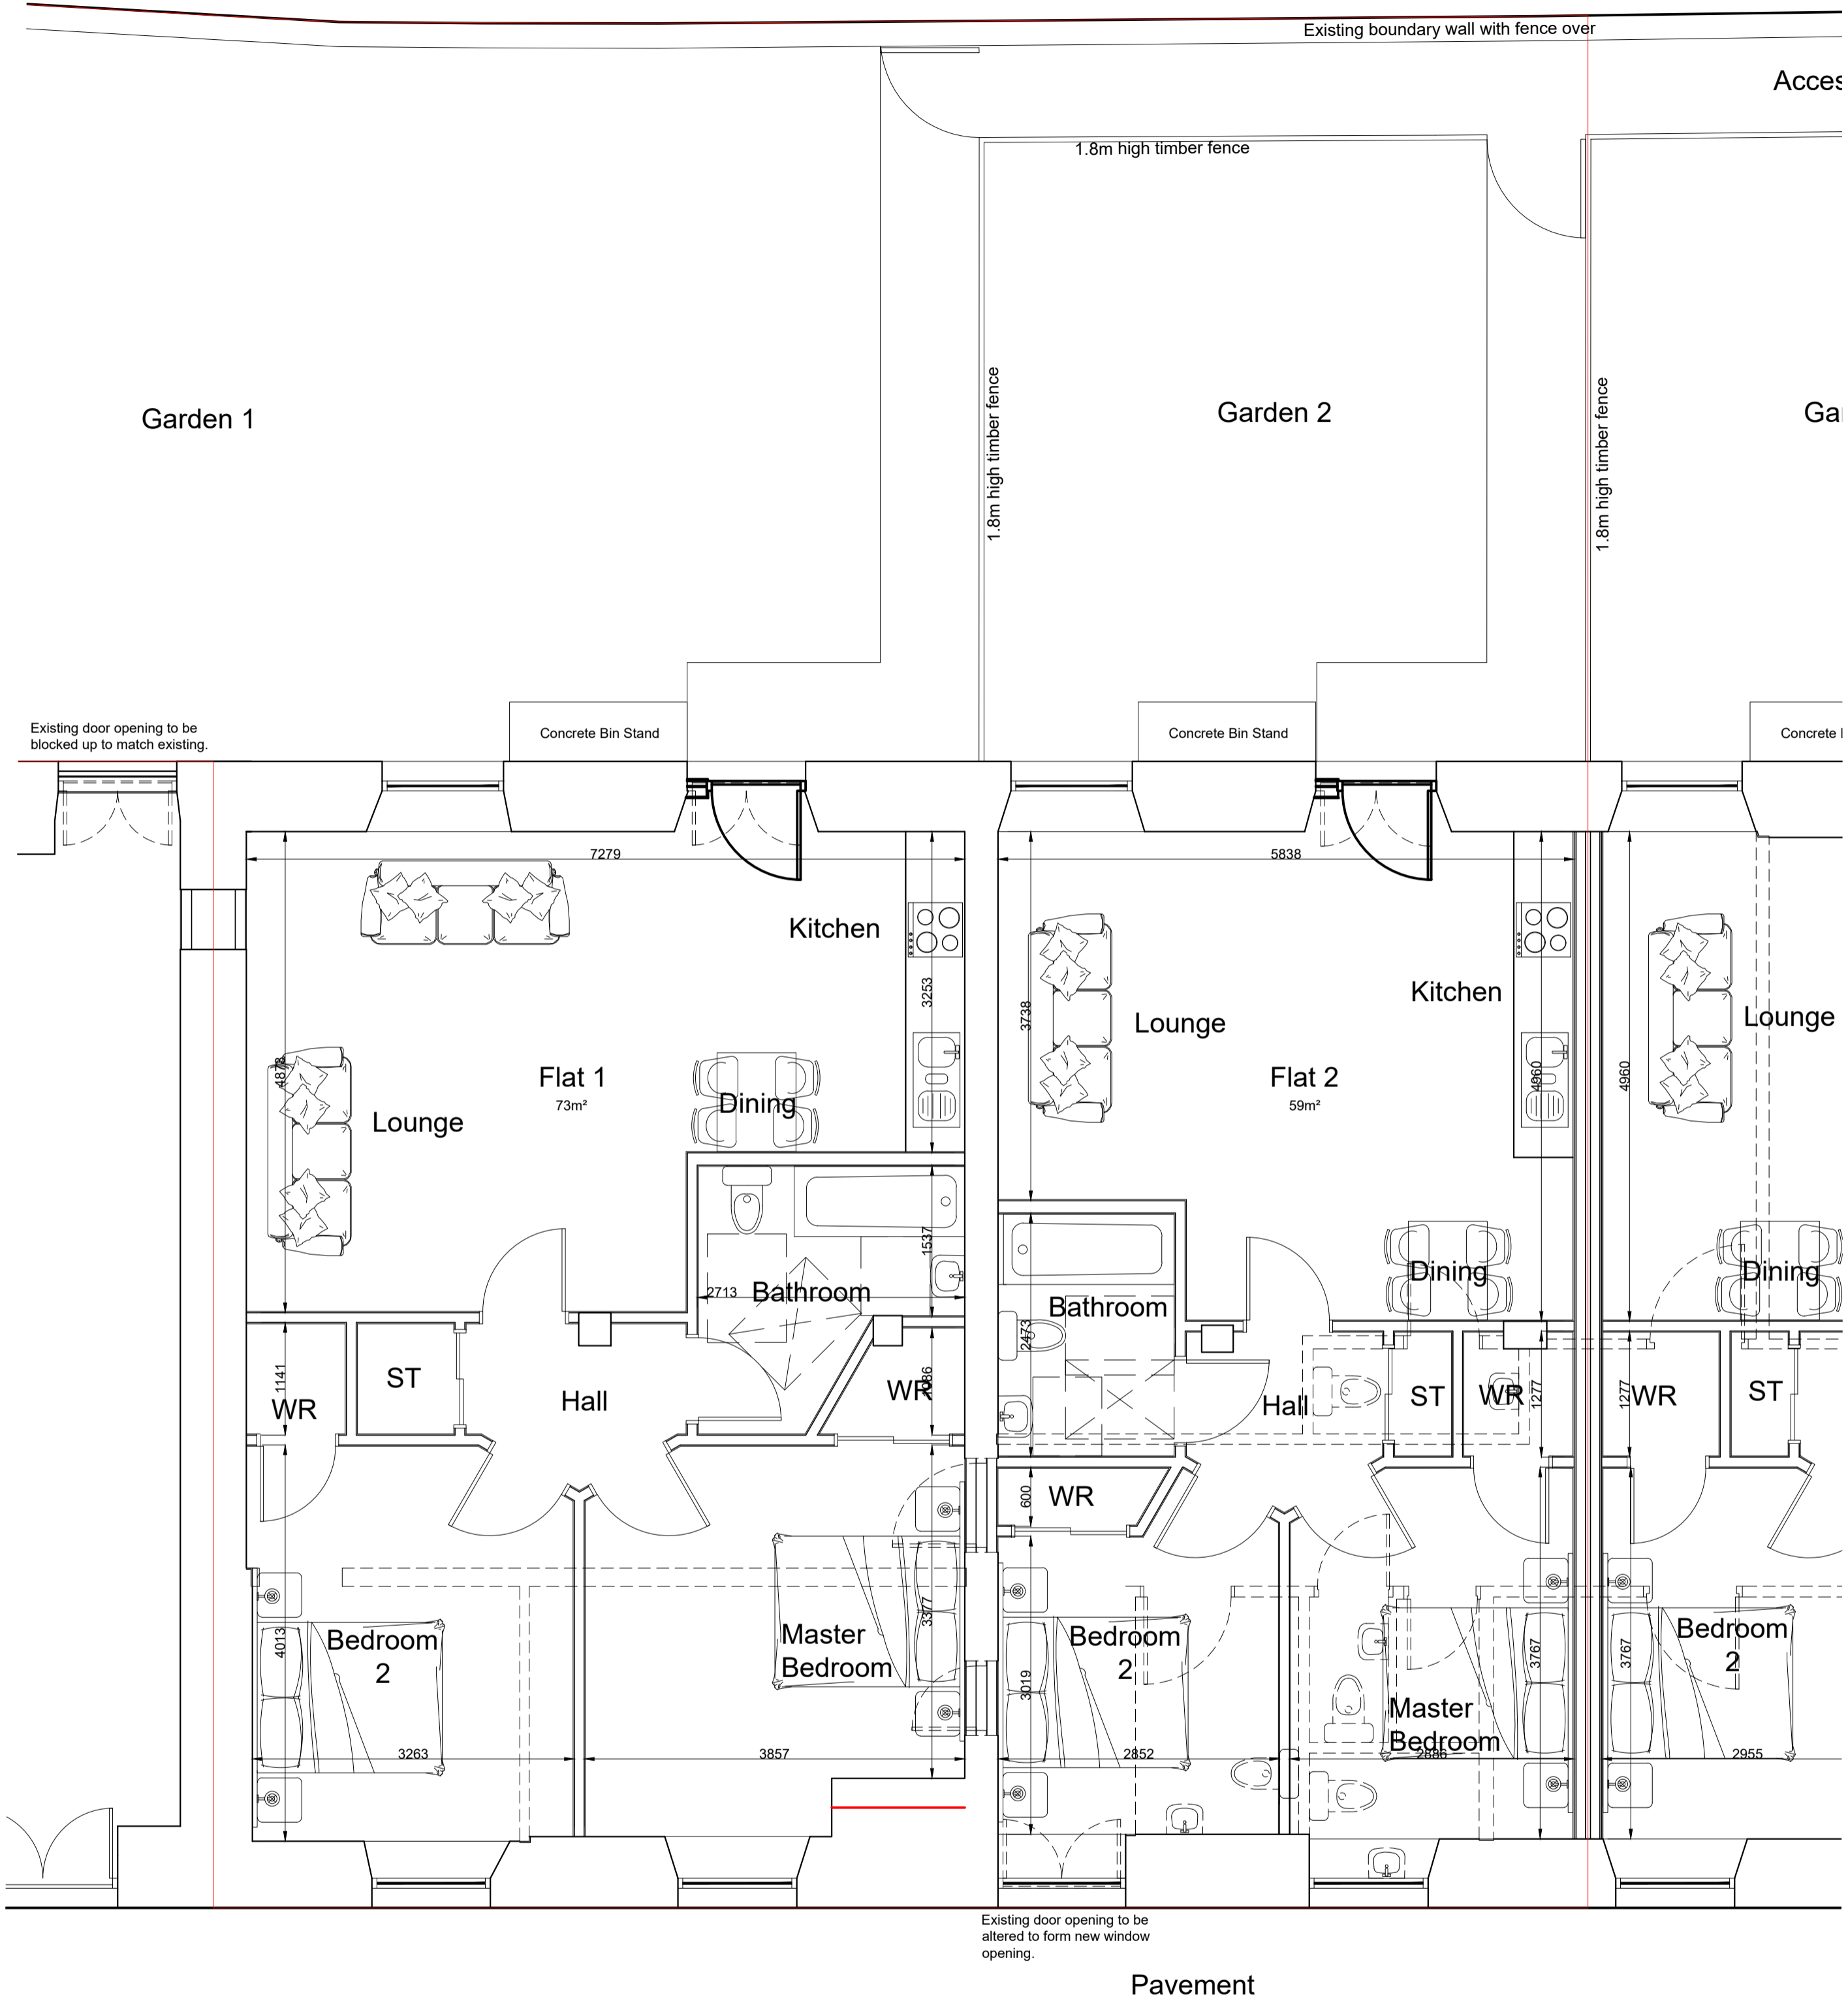 Existing boundary wall with fence over
Acces
1.8m high timber fence
Garden 1
1.8m high timber fence
Garden 2
1.8m high timber fence
Ga
Existing door opening to be
blocked up to match existing.
Concrete Bin Stand
Concrete Bin Stand
Concrete
7279
5838
Kitchen
3253
Kitchen
3738
Lounge
Lounge
4878
Flat 1
73m²
Dining
Lounge
Flat 2
59m²
4960
4960
1537
2713
Bathroom
Dining
Dining
Bathroom
2473
1141
ST
WR
Hall
WR
Hall
ST
WR
1277
1277
WR
ST
600
WR
4013
Bedroom
2
Master
Bedroom
3377
Bedroom
2
3019
Master
Bedroom
3767
3767
Bedroom
2
3263
3857
2852
2886
2955
Existing door opening to be
altered to form new window
opening.
Pavement